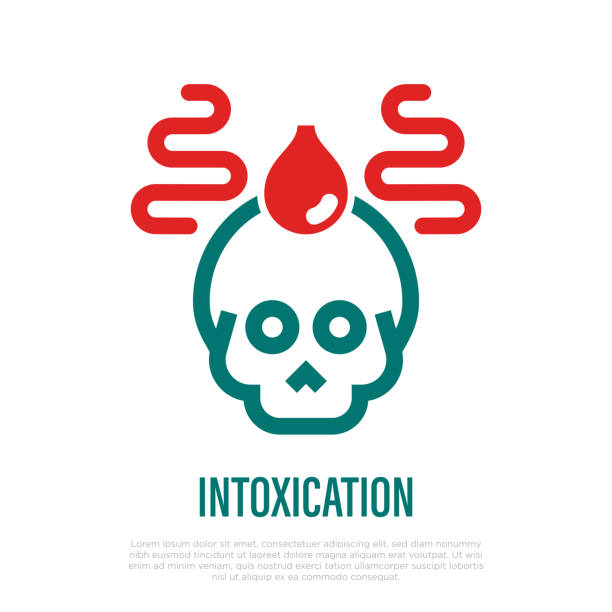 INTOXICATION
Lorem ipsum dolor sit amet, consectetuer adipiscing elit, sed diam nonummy
nibh euismod tincidunt ut laoreet dolore magna aliquam erat volutpat. Ut wisi
enim ad minim veniam, quis nostrud exerci tation ullamcorper suscipit lobortis
nisl ut aliquip ex ea commodo consequat.